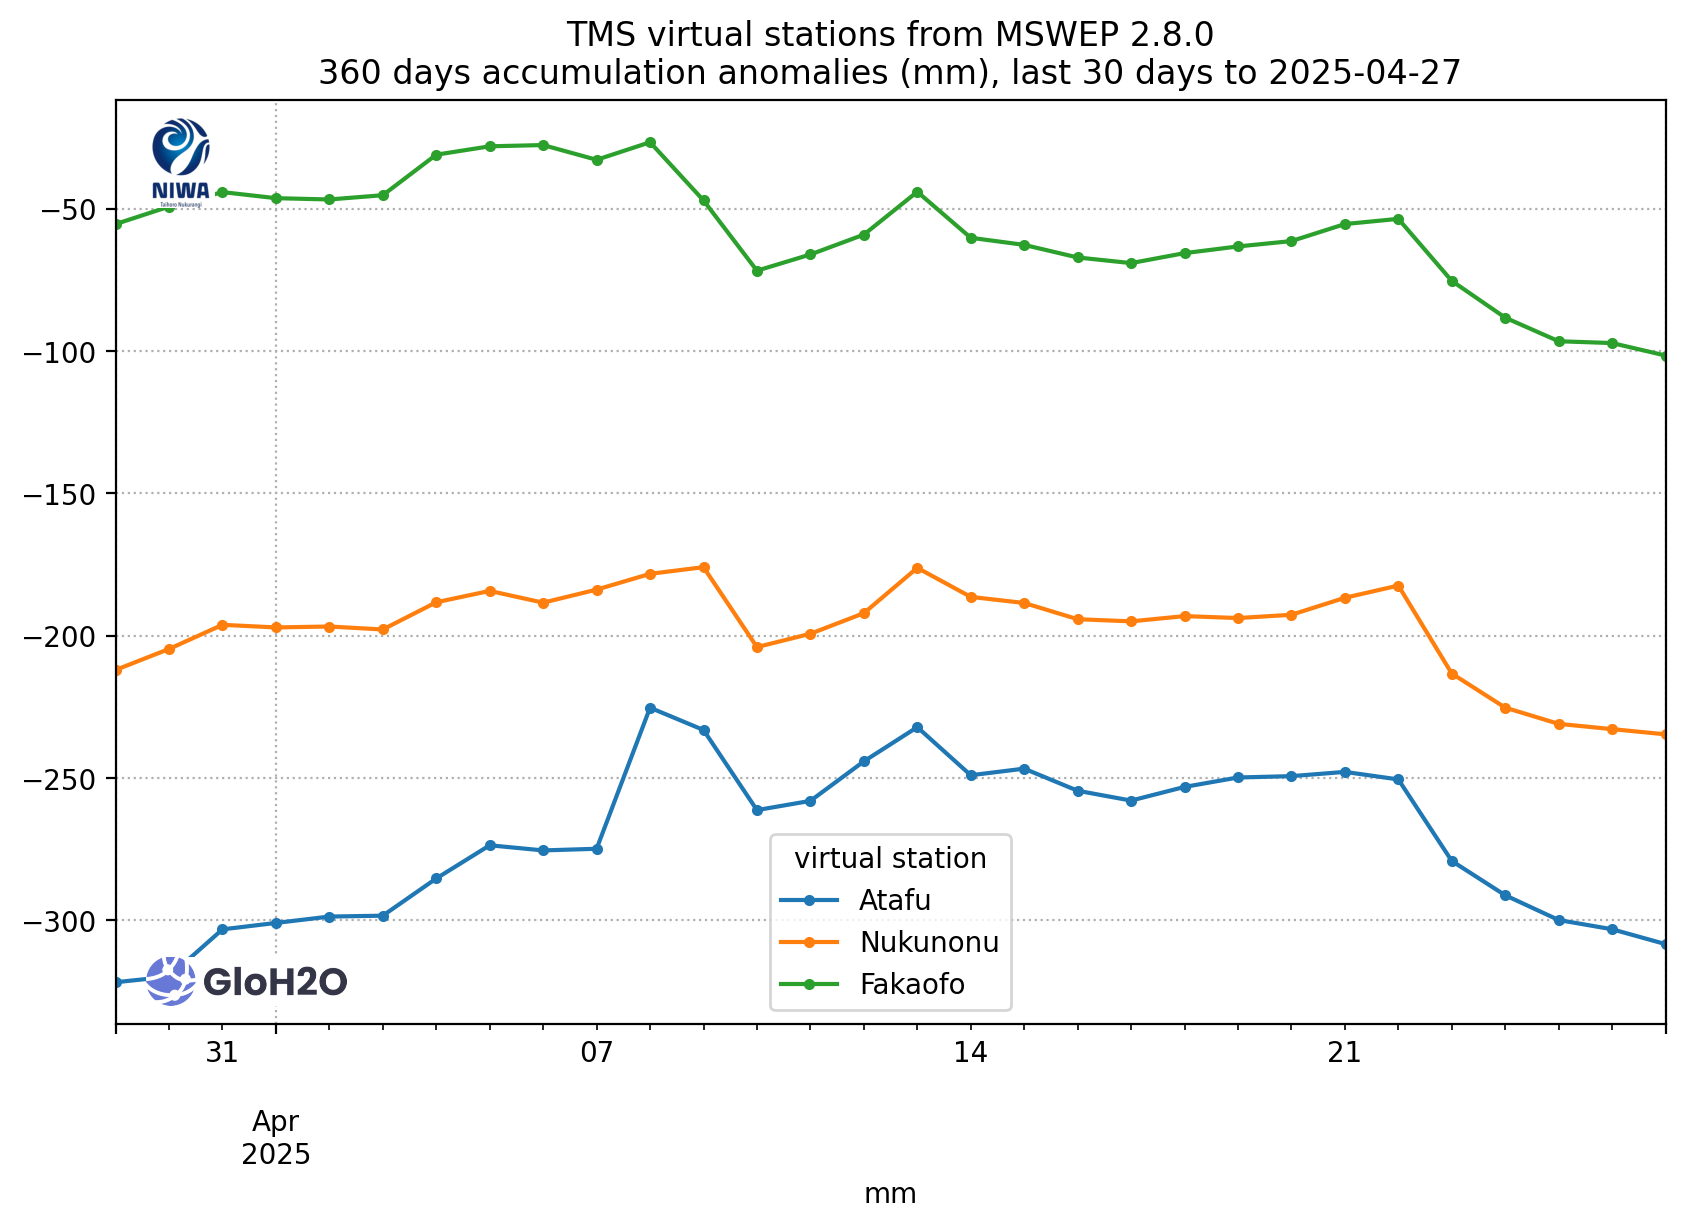 TMS virtual stations from MSWEP 2.8.0
360 days accumulation anomalies (mm), last 30 days to 2025-04-27
NIWA
Taihoro Nukurangi
−50
−100
−150
−200
−250
−300
virtual station
Atafu
Nukunonu
Fakaofo
GloH2O
31
07
14
21
Apr
2025
mm